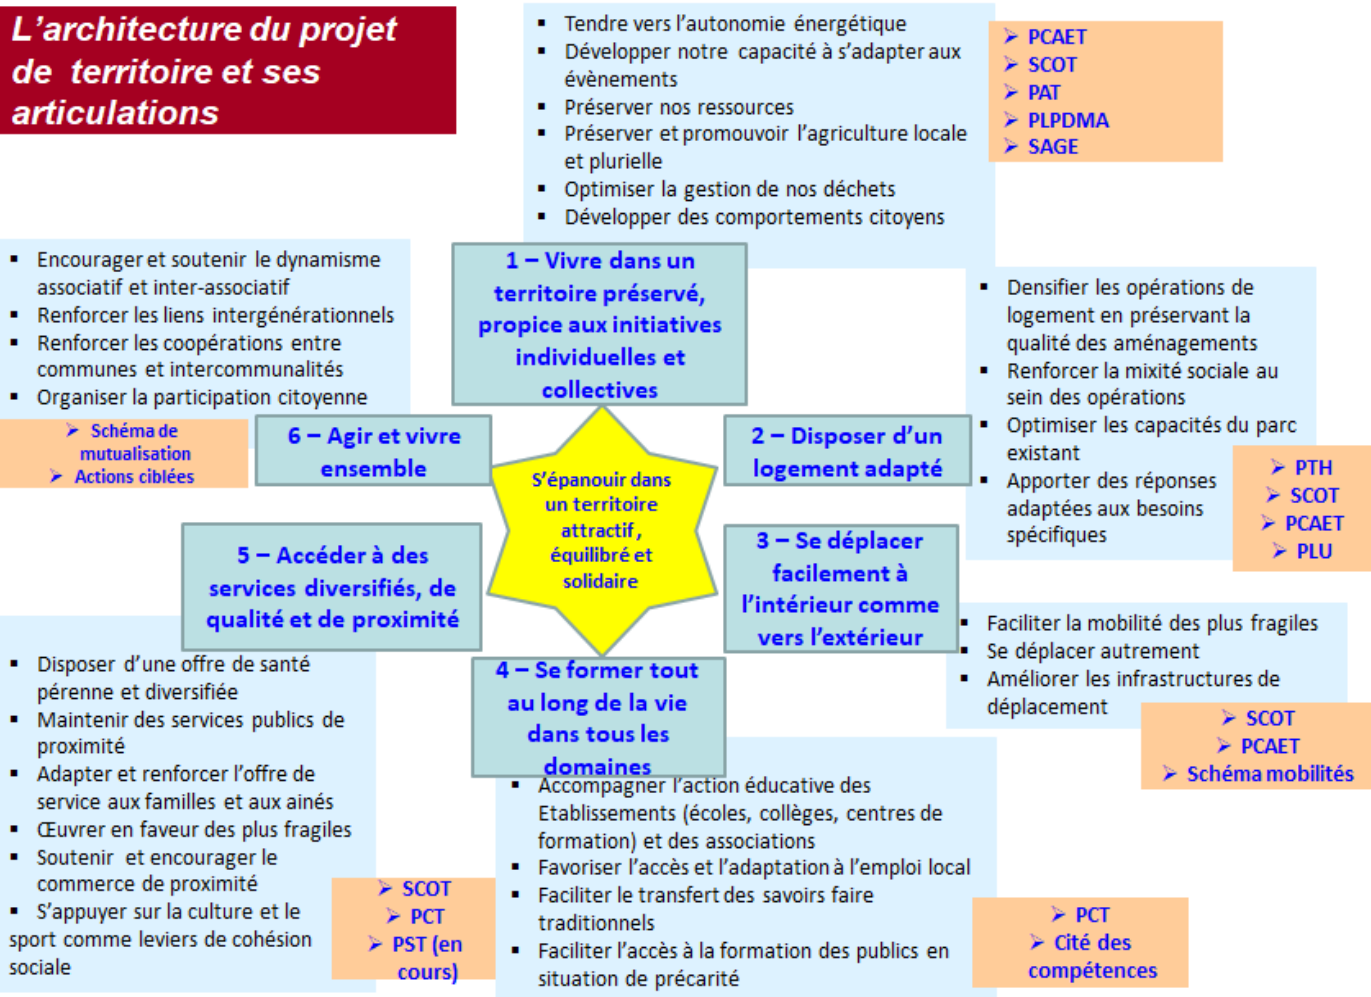 L'architecture du projet
de territoire et ses
articulations
▪ Tendre vers l'autonomie énergétique
▪ Développer notre capacité à s'adapter aux
évènements
▪ Préserver nos ressources
▪ Préserver et promouvoir l'agriculture locale
et plurielle
▪ Optimiser la gestion de nos déchets
▪ Développer des comportements citoyens
➢ PCAET
➢ SCOT
➢ PAT
➢ PLPDMA
➢ SAGE
1 – Vivre dans un
territoire préservé,
propice aux initiatives
individuelles et
collectives
▪ Encourager et soutenir le dynamisme
associatif et inter-associatif
▪ Renforcer les liens intergénérationnels
▪ Renforcer les coopérations entre
communes et intercommunalités
▪ Organiser la participation citoyenne
➢ Schéma de
mutualisation
➢ Actions ciblées
6 – Agir et vivre
ensemble
S'épanouir dans
un territoire
attractif,
équilibré et
solidaire
2 – Disposer d'un
logement adapté
▪ Densifier les opérations de
logement en préservant la
qualité des aménagements
▪ Renforcer la mixité sociale au
sein des opérations
▪ Optimiser les capacités du parc
existant
▪ Apporter des réponses
adaptées aux besoins
spécifiques
➢ PTH
➢ SCOT
➢ PCAET
➢ PLU
5 – Accéder à des
services diversifiés, de
qualité et de proximité
3 – Se déplacer
facilement à
l'intérieur comme
vers l'extérieur
▪ Faciliter la mobilité des plus fragiles
▪ Se déplacer autrement
▪ Améliorer les infrastructures de
déplacement
➢ SCOT
➢ PCAET
➢ Schéma mobilités
4 – Se former tout
au long de la vie
dans tous les
domaines
▪ Disposer d'une offre de santé
pérenne et diversifiée
▪ Maintenir des services publics de
proximité
▪ Adapter et renforcer l'offre de
service aux familles et aux ainés
▪ Œuvrer en faveur des plus fragiles
▪ Soutenir et encourager le
commerce de proximité
▪ S'appuyer sur la culture et le
sport comme leviers de cohésion
sociale
➢ SCOT
➢ PCT
➢ PST (en
cours)
▪ Accompagner l'action éducative des
Etablissements (écoles, collèges, centres de
formation) et des associations
▪ Favoriser l'accès et l'adaptation à l'emploi local
▪ Faciliter le transfert des savoirs faire
traditionnels
▪ Faciliter l'accès à la formation des publics en
situation de précarité
➢ PCT
➢ Cité des
compétences